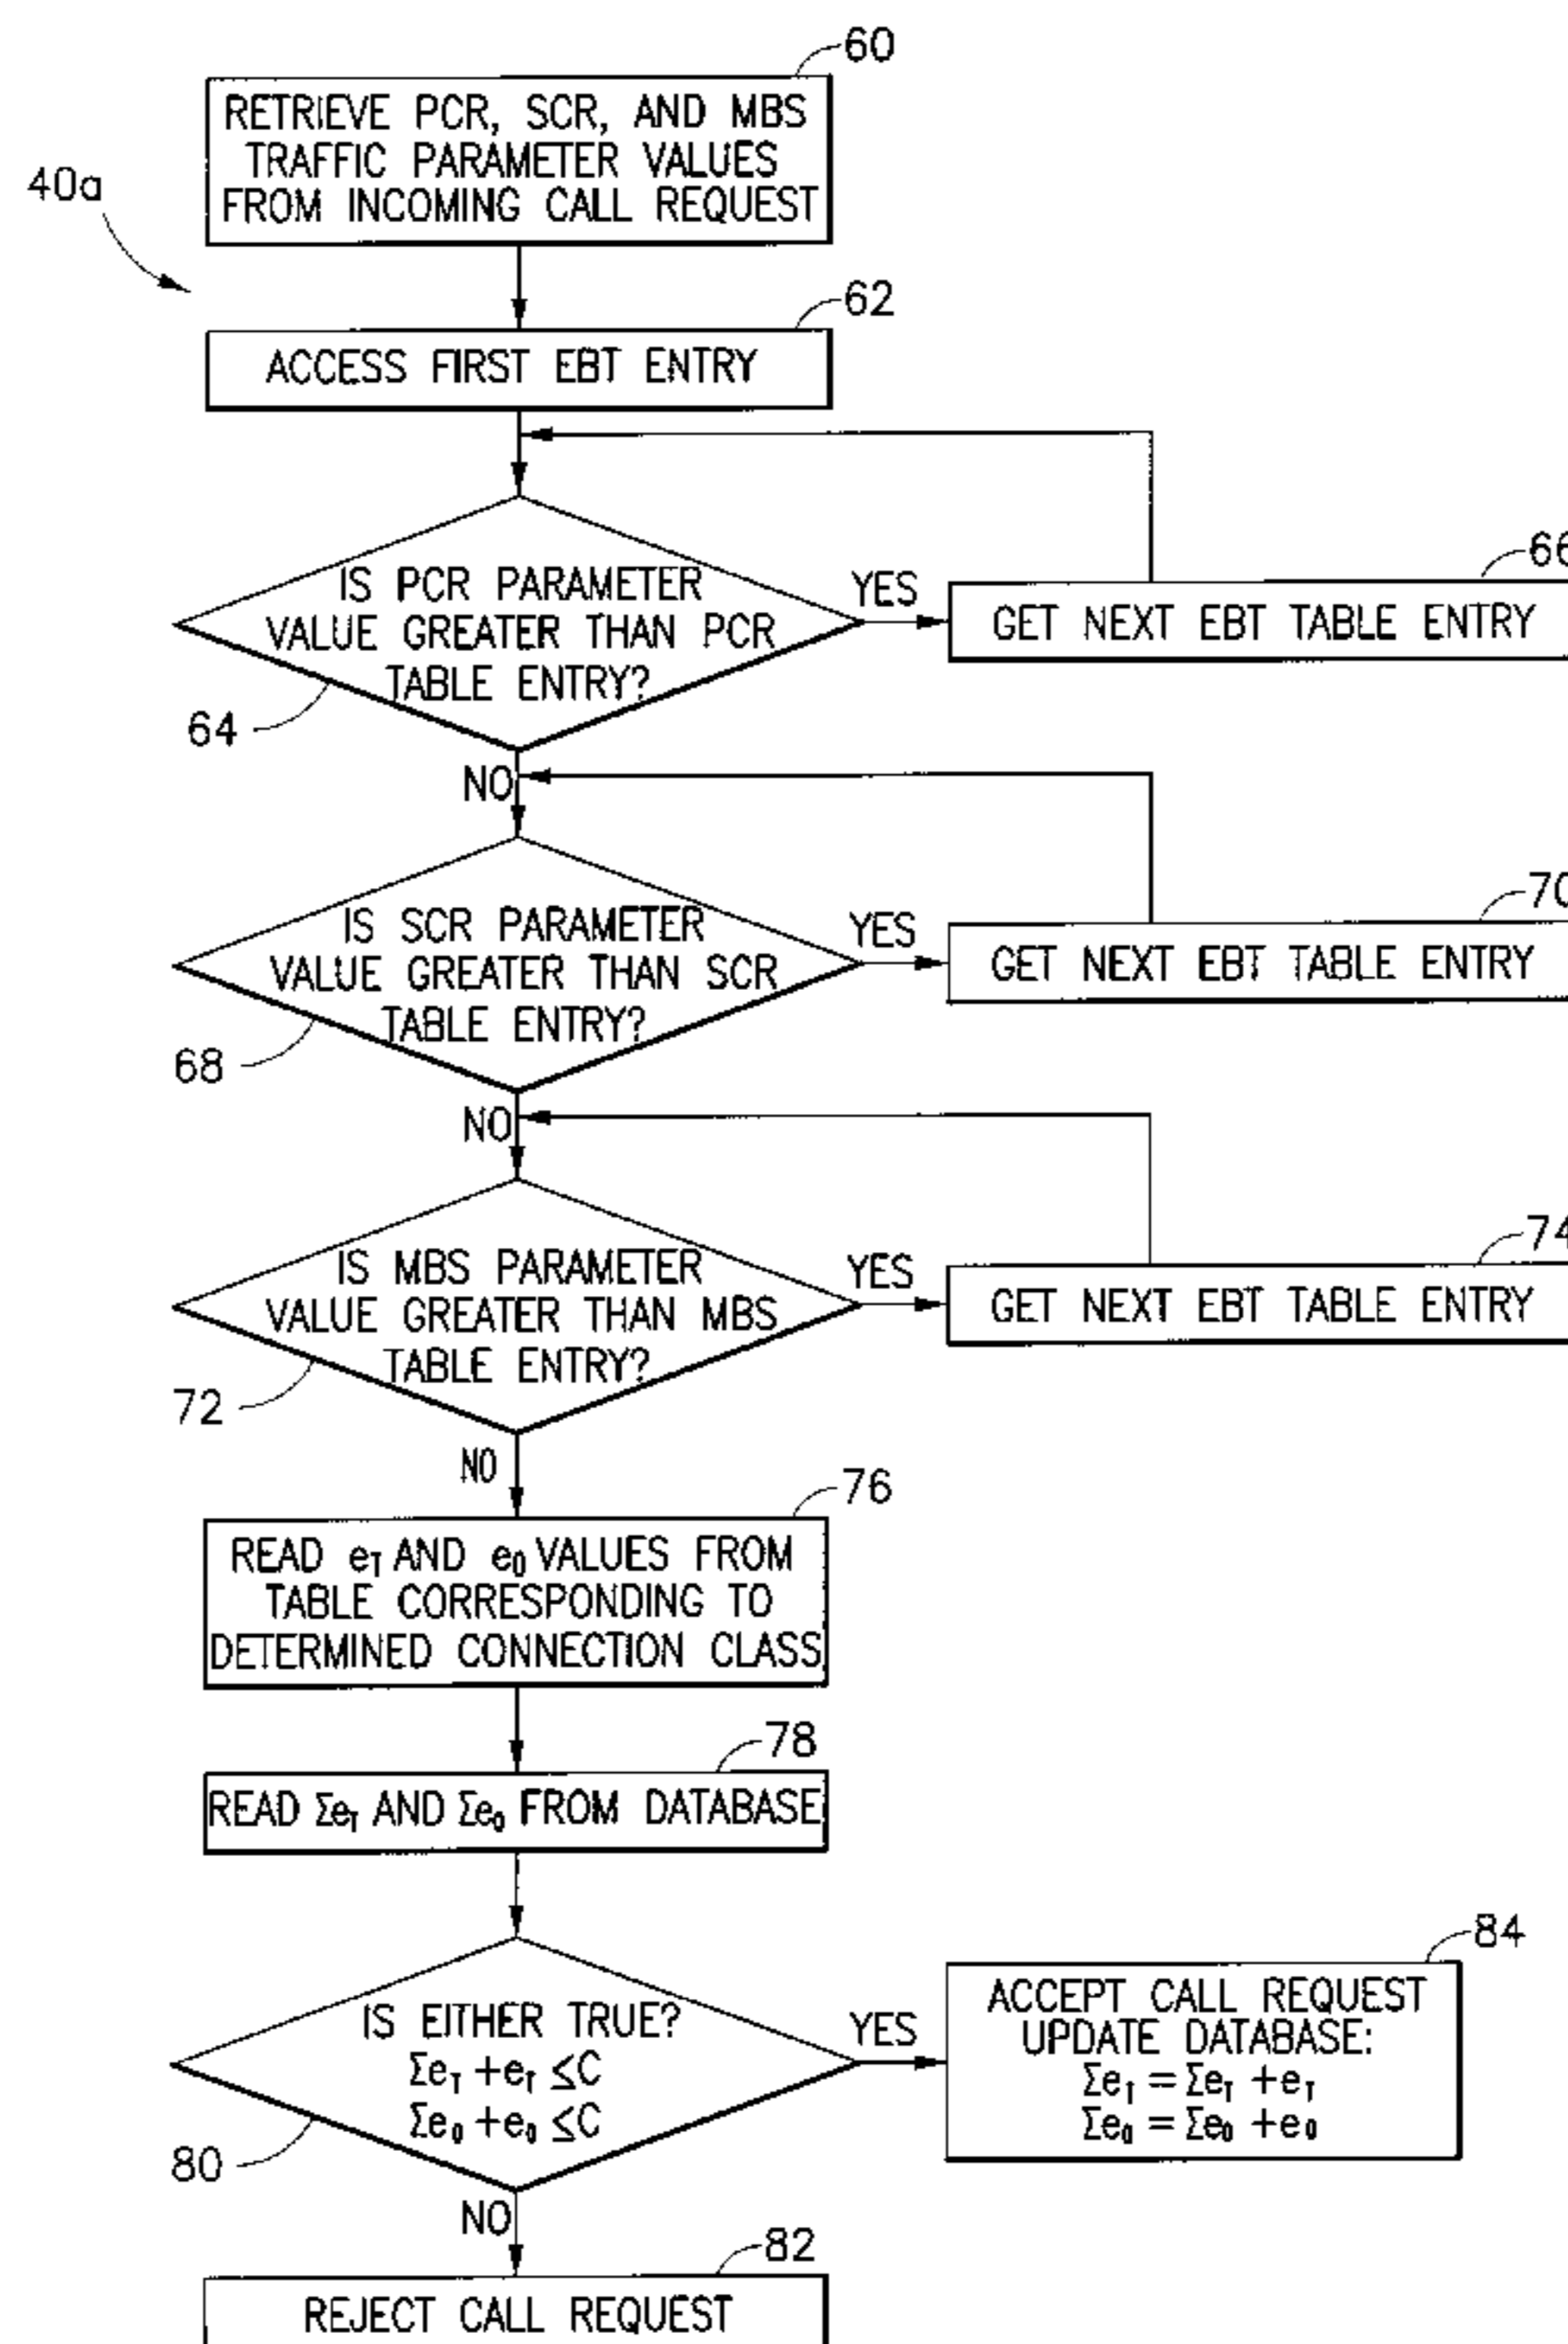 60
RETRIEVE PCR, SCR, AND MBS
TRAFFIC PARAMETER VALUES
FROM INCOMING CALL REQUEST
40a
62
ACCESS FIRST EBT ENTRY
IS PCR PARAMETER
VALUE GREATER THAN PCR
TABLE ENTRY?
64
YES
66
GET NEXT EBT TABLE ENTRY
NO
IS SCR PARAMETER
VALUE GREATER THAN SCR
TABLE ENTRY?
68
YES
70
GET NEXT EBT TABLE ENTRY
NO
IS MBS PARAMETER
VALUE GREATER THAN MBS
TABLE ENTRY?
72
YES
74
GET NEXT EBT TABLE ENTRY
NO
76
READ eT AND e0 VALUES FROM
TABLE CORRESPONDING TO
DETERMINED CONNECTION CLASS
78
READ ΣeT AND Σe0 FROM DATABASE
IS EITHER TRUE?
ΣeT +eT ≤C
Σe0 +e0 ≤C
80
YES
84
ACCEPT CALL REQUEST
UPDATE DATABASE:
ΣeT = ΣeT +eT
Σe0 = Σe0 +e0
NO
82
REJECT CALL REQUEST